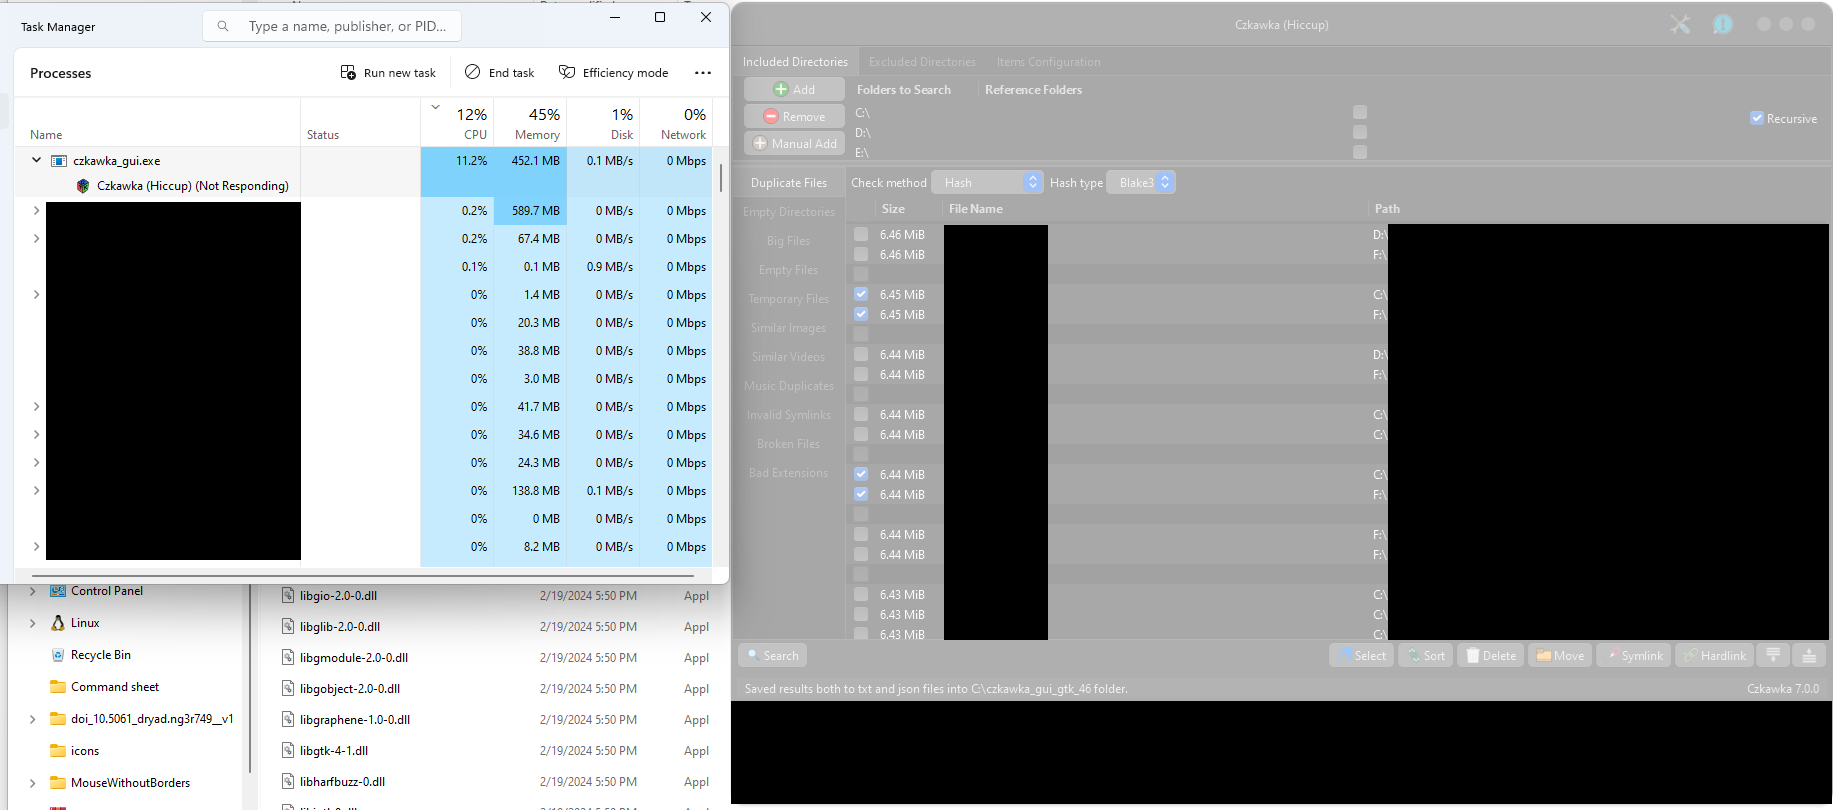 Task Manager
Type a name, publisher, or PID...
Processes
Run new task
End task
Efficiency mode
Name
Status
12%
CPU
45%
Memory
1%
Disk
0%
Network
czkawka_gui.exe
11.2%
452.1 MB
0.1 MB/s
0 Mbps
Czkawka (Hiccup) (Not Responding)
0.2%
589.7 MB
0 MB/s
0 Mbps
0.2%
67.4 MB
0 MB/s
0 Mbps
0.1%
0.1 MB
0.9 MB/s
0 Mbps
0%
1.4 MB
0 MB/s
0 Mbps
0%
20.3 MB
0 MB/s
0 Mbps
0%
38.8 MB
0 MB/s
0 Mbps
0%
3.0 MB
0 MB/s
0 Mbps
0%
41.7 MB
0 MB/s
0 Mbps
0%
34.6 MB
0 MB/s
0 Mbps
0%
24.3 MB
0 MB/s
0 Mbps
0%
138.8 MB
0.1 MB/s
0 Mbps
0%
0 MB
0 MB/s
0 Mbps
0%
8.2 MB
0 MB/s
0 Mbps
Control Panel
Linux
Recycle Bin
Command sheet
doi_10.5061_dryad.ng3r749__v1
icons
MouseWithoutBorders
libgio-2.0-0.dll
2/19/2024 5:50 PM
Appl
libglib-2.0-0.dll
2/19/2024 5:50 PM
Appl
libgmodule-2.0-0.dll
2/19/2024 5:50 PM
Appl
libgobject-2.0-0.dll
2/19/2024 5:50 PM
Appl
libgraphene-1.0-0.dll
2/19/2024 5:50 PM
Appl
libgtk-4-1.dll
2/19/2024 5:50 PM
Appl
libharfbuzz-0.dll
2/19/2024 5:50 PM
Appl
Czkawka (Hiccup)
Included Directories
Excluded Directories
Items Configuration
Add
Remove
Manual Add
Folders to Search
Reference Folders
C:\
D:\
E:\
Recursive
Duplicate Files
Empty Directories
Big Files
Empty Files
Temporary Files
Similar Images
Similar Videos
Music Duplicates
Invalid Symlinks
Broken Files
Bad Extensions
Check method
Hash
Hash type
Blake3
Size
File Name
Path
6.46 MiB
D:\
6.46 MiB
F:\
6.45 MiB
C:\
6.45 MiB
F:\
6.44 MiB
D:\
6.44 MiB
F:\
6.44 MiB
C:\
6.44 MiB
C:\
6.44 MiB
C:\
6.44 MiB
F:\
6.44 MiB
F:\
6.44 MiB
F:\
6.43 MiB
C:\
6.43 MiB
C:\
6.43 MiB
C:\
Search
Select
Sort
Delete
Move
Symlink
Hardlink
Saved results both to txt and json files into C:\czkawka_gui_gtk_46 folder.
Czkawka 7.0.0